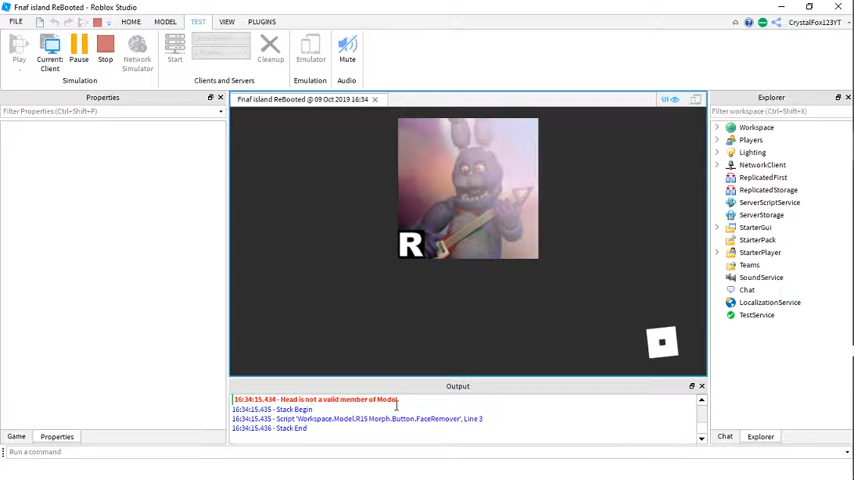 Fnaf island ReBooted - Roblox Studio
FILE HOME MODEL TEST VIEW PLUGINS CrystalFox123YT
Play Current: Client Pause Stop Network Simulator Start Cleanup Emulator Mute
Simulation Clients and Servers Emulation Audio
Properties
Filter Properties (Ctrl+Shift+P)
Fnaf island ReBooted @ 09 Oct 2019 16:34
UI
Explorer
Filter workspace (Ctrl+Shift+X)
Workspace
Players
Lighting
NetworkClient
ReplicatedFirst
ReplicatedStorage
ServerScriptService
ServerStorage
StarterGui
StarterPack
StarterPlayer
Teams
SoundService
Chat
LocalizationService
TestService
R
Output
16:34:15.434 - Head is not a valid member of Model
16:34:15.435 - Stack Begin
16:34:15.435 - Script 'Workspace.Model.R15 Morph.Button.FaceRemover', Line 3
16:34:15.436 - Stack End
Game Properties
Chat Explorer
Run a command